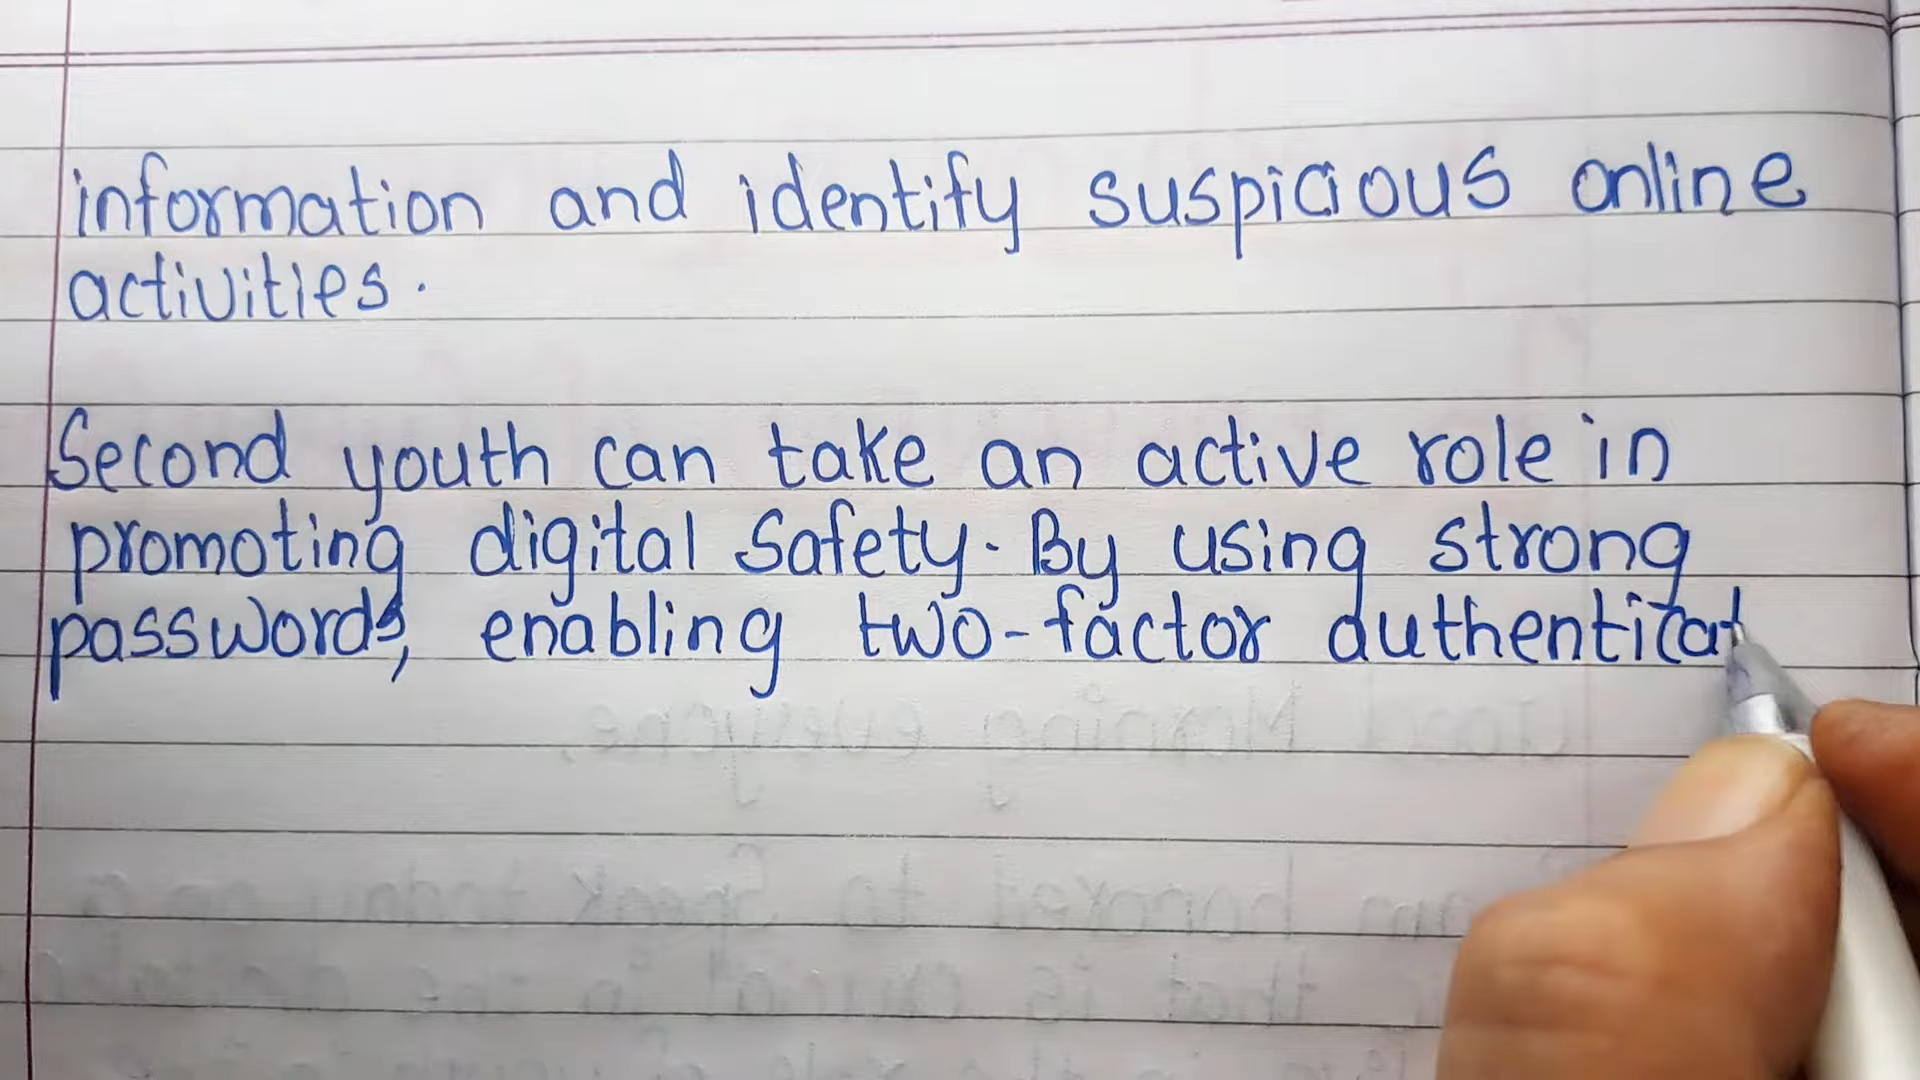 information and identify suspicious online
activities.
Second youth can take an active role in
promoting digital Safety. By using strong
passwords, enabling two-factor authenticat